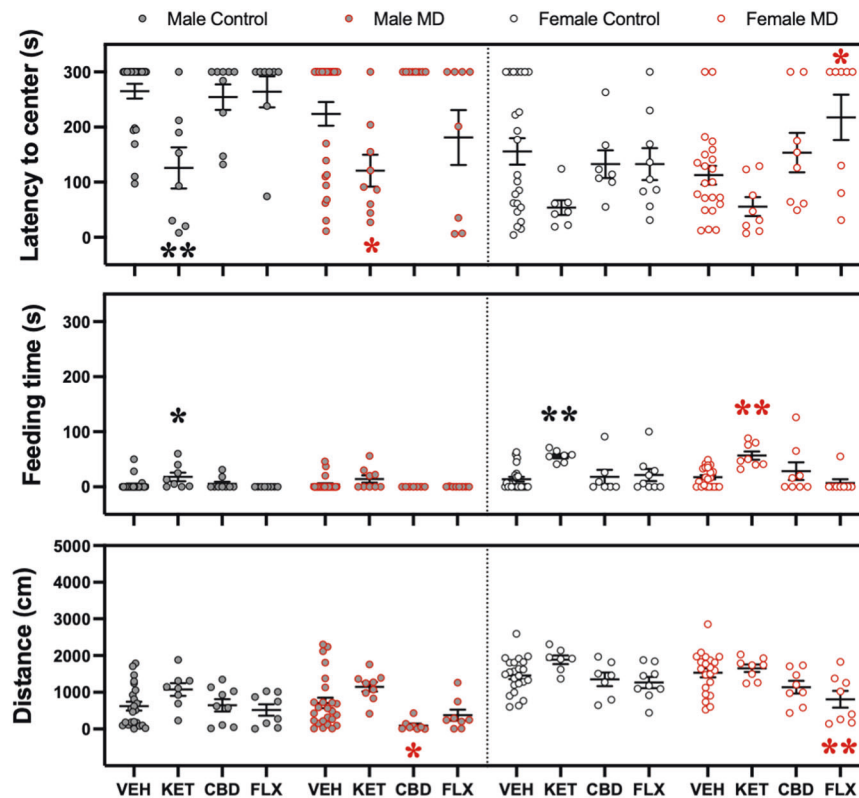 Male Control Male MD Female Control Female MD
Latency to center (s)
300
200
100
0
** * *
Feeding time (s)
300
200
100
0
* ** **
Distance (cm)
5000
4000
3000
2000
1000
0
* **
VEH KET CBD FLX VEH KET CBD FLX VEH KET CBD FLX VEH KET CBD FLX